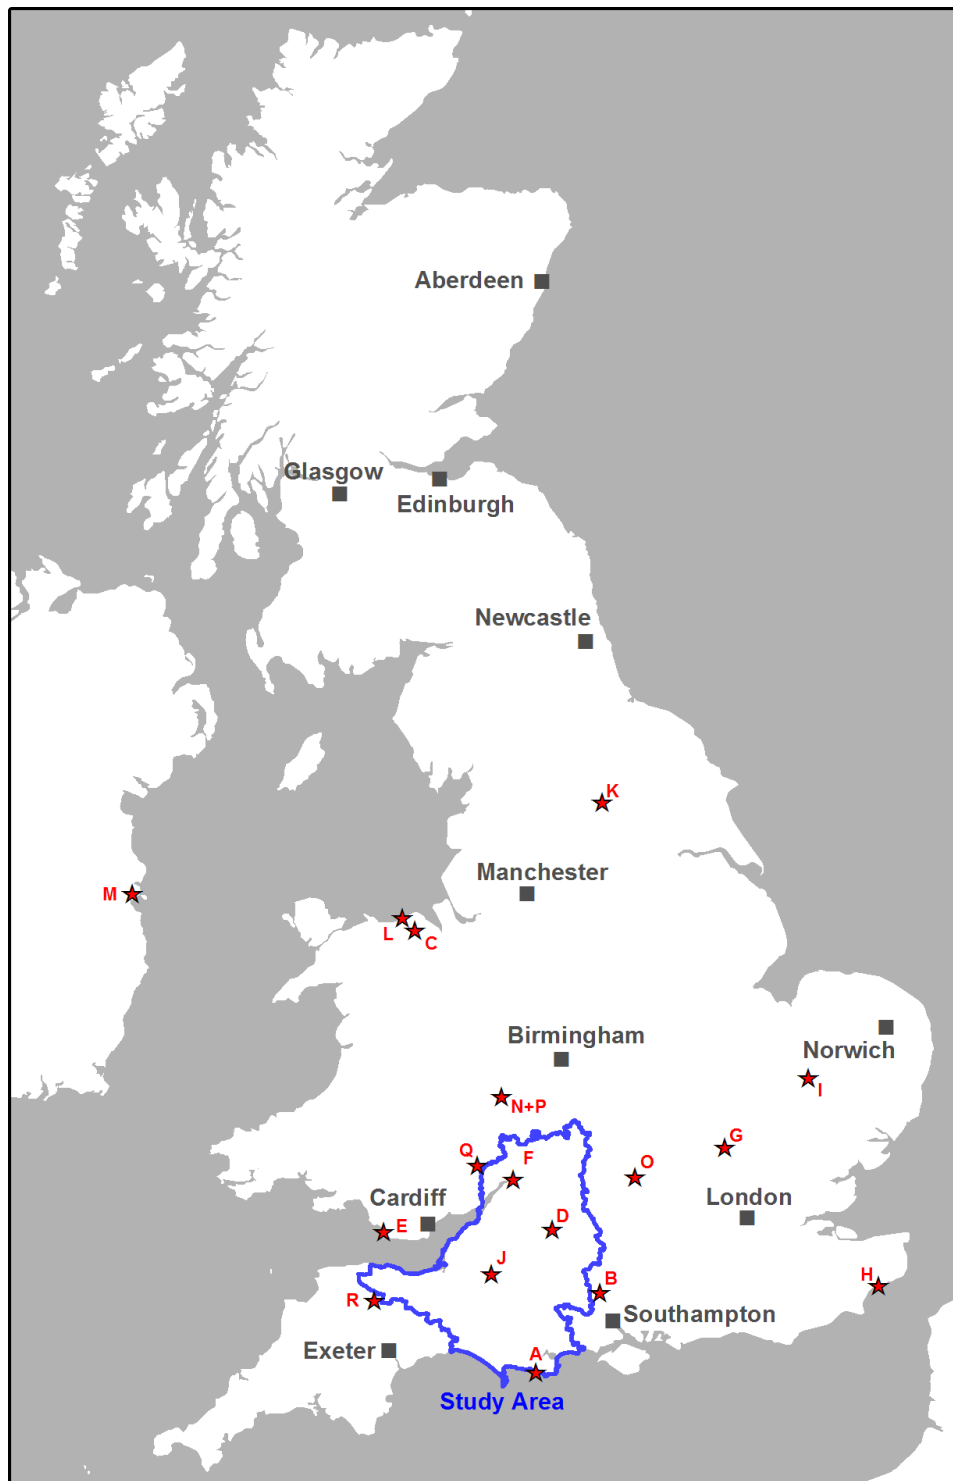 Aberdeen
Glasgow
Edinburgh
Newcastle
K
Manchester
M
L
C
Birmingham
Norwich
I
N+P
G
Q
F
O
Cardiff
London
E
D
J
B
H
R
Southampton
Exeter
A
Study Area